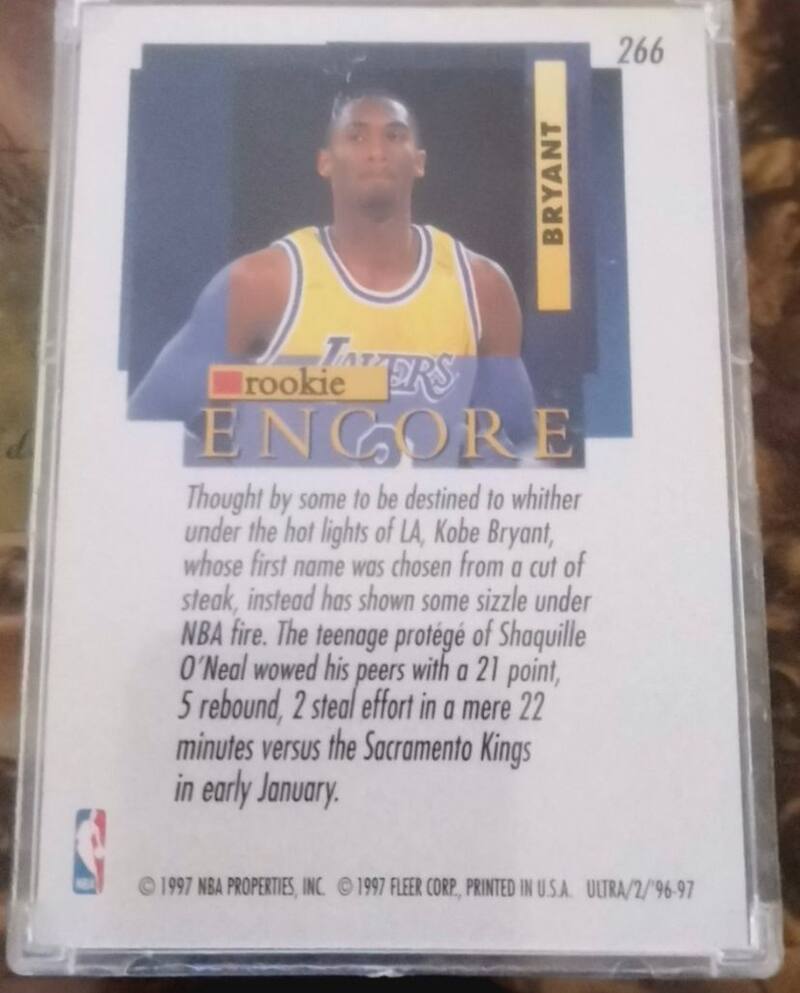 266
BRYANT
LAKERS
rookie
ENCORE
Thought by some to be destined to whither
under the hot lights of LA, Kobe Bryant,
whose first name was chosen from a cut of
steak, instead has shown some sizzle under
NBA fire. The teenage protégé of Shaquille
O'Neal wowed his peers with a 21 point,
5 rebound, 2 steal effort in a mere 22
minutes versus the Sacramento Kings
in early January.
NBA
© 1997 NBA PROPERTIES, INC. © 1997 FLEER CORP., PRINTED IN U.S.A. ULTRA/2/'96-97